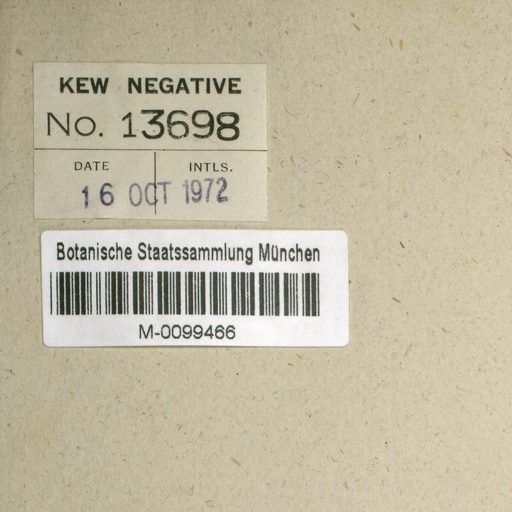 KEW NEGATIVE
No. 13698
DATE INTLS.
16 OCT 1972
Botanische Staatssammlung München
M-0099466